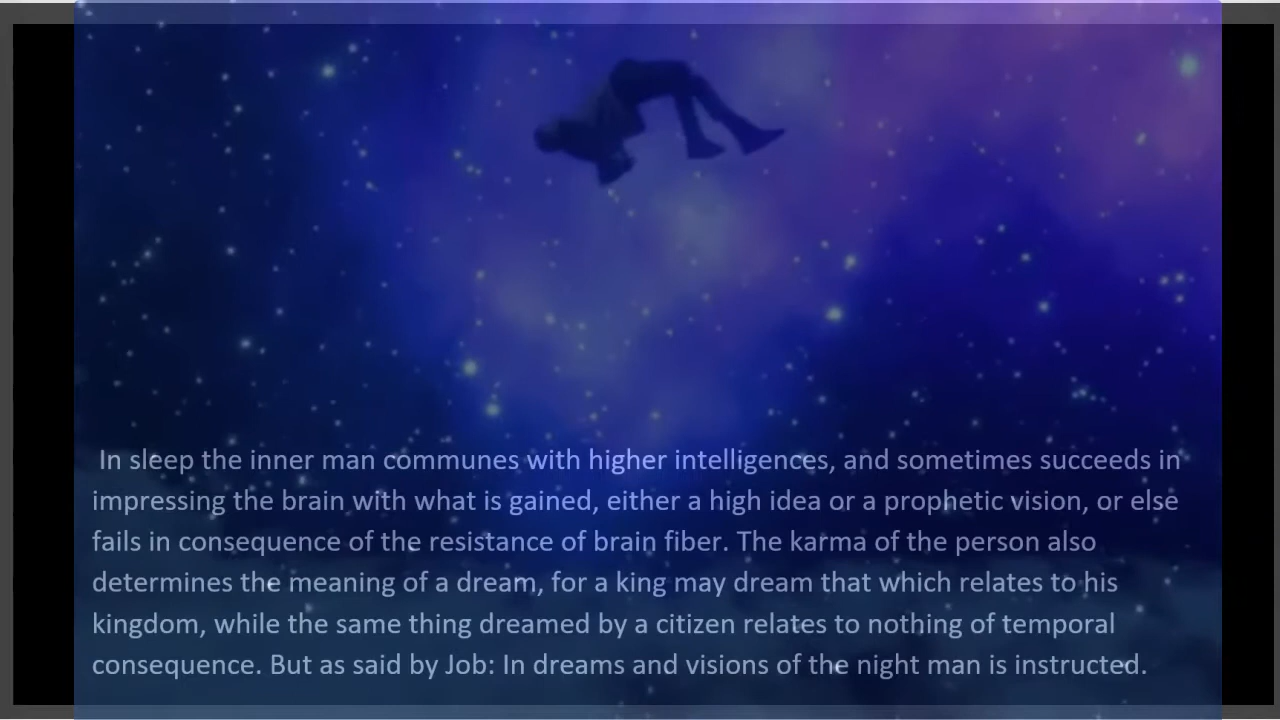 In sleep the inner man communes with higher intelligences, and sometimes succeeds in
impressing the brain with what is gained, either a high idea or a prophetic vision, or else
fails in consequence of the resistance of brain fiber. The karma of the person also
determines the meaning of a dream, for a king may dream that which relates to his
kingdom, while the same thing dreamed by a citizen relates to nothing of temporal
consequence. But as said by Job: In dreams and visions of the night man is instructed.